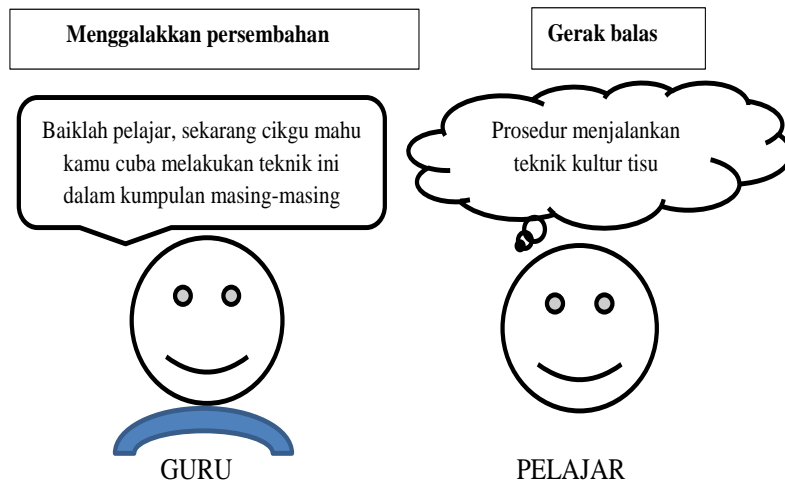 Menggalakkan persembahan
Gerak balas
Baiklah pelajar, sekarang cikgu mahu
kamu cuba melakukan teknik ini
dalam kumpulan masing-masing
Prosedur menjalankan
teknik kultur tisu
GURU
PELAJAR